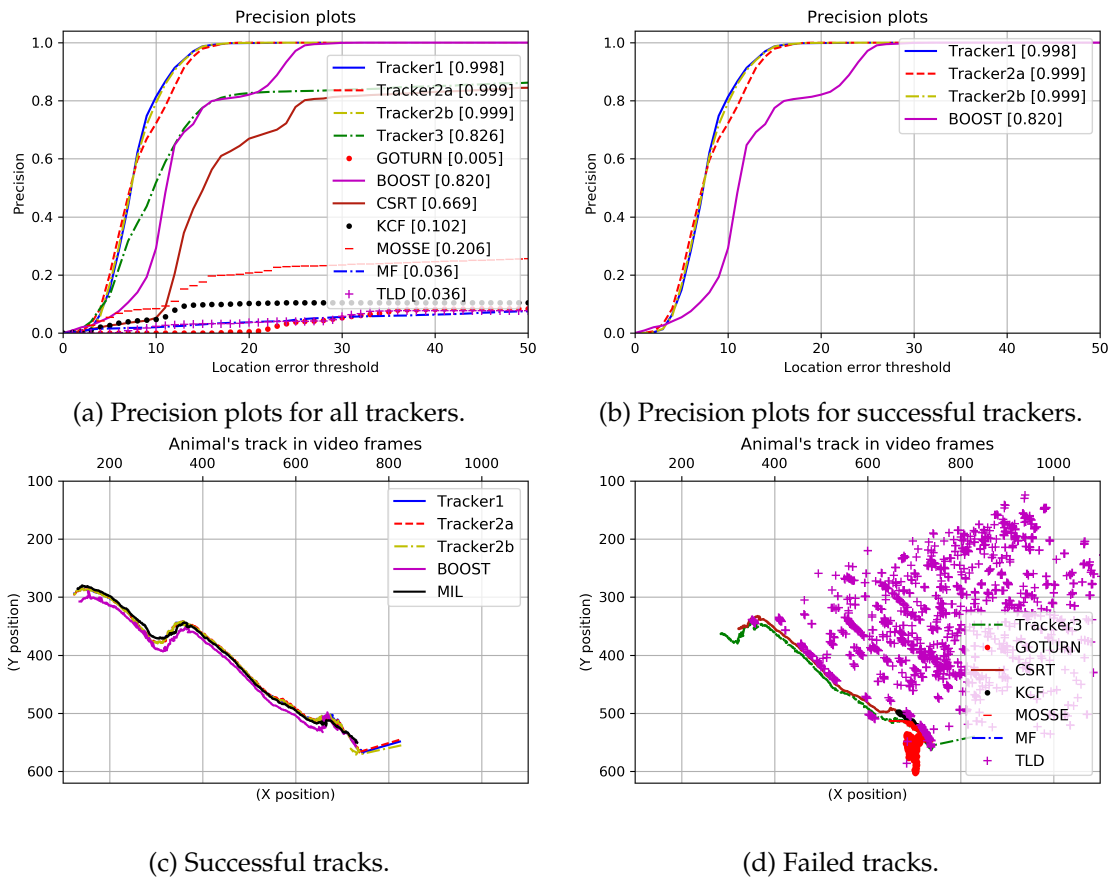 Precision plots
Precision
1.0
0.8
0.6
0.4
0.2
0.0
Tracker1 [0.998]
Tracker2a [0.999]
Tracker2b [0.999]
Tracker3 [0.826]
GOTURN [0.005]
BOOST [0.820]
CSRT [0.669]
KCF [0.102]
MOSSE [0.206]
MF [0.036]
TLD [0.036]
0 10 20 30 40 50
Location error threshold
(a) Precision plots for all trackers.
Precision plots
Precision
1.0
0.8
0.6
0.4
0.2
0.0
Tracker1 [0.998]
Tracker2a [0.999]
Tracker2b [0.999]
BOOST [0.820]
0 10 20 30 40 50
Location error threshold
(b) Precision plots for successful trackers.
Animal's track in video frames
200 400 600 800 1000
(Y position)
100
200
300
400
500
600
Tracker1
Tracker2a
Tracker2b
BOOST
MIL
(X position)
(c) Successful tracks.
Animal's track in video frames
200 400 600 800 1000
(Y position)
100
200
300
400
500
600
Tracker3
GOTURN
CSRT
KCF
MOSSE
MF
TLD
(X position)
(d) Failed tracks.